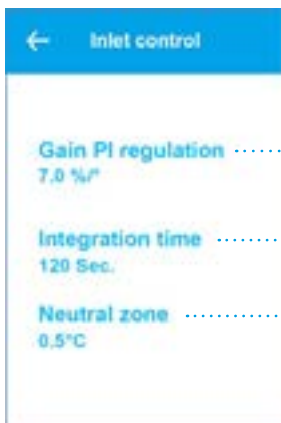 Inlet control
Gain PI regulation
7.0 %/°
Integration time
120 Sec.
Neutral zone
0.5°C